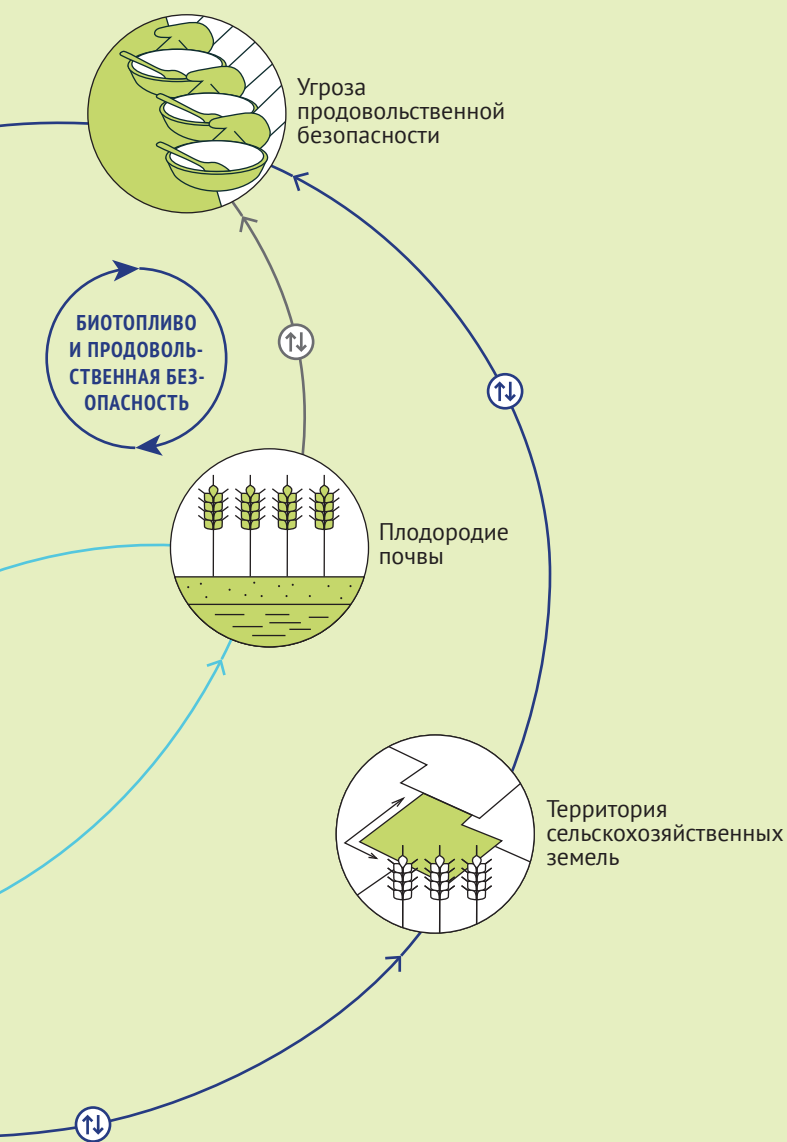 Угроза
продовольственной
безопасности
БИОТОПЛИВО
И ПРОДОВОЛЬ-
СТВЕННАЯ БЕЗ-
ОПАСНОСТЬ
Плодородие
почвы
Территория
сельскохозяйственных
земель